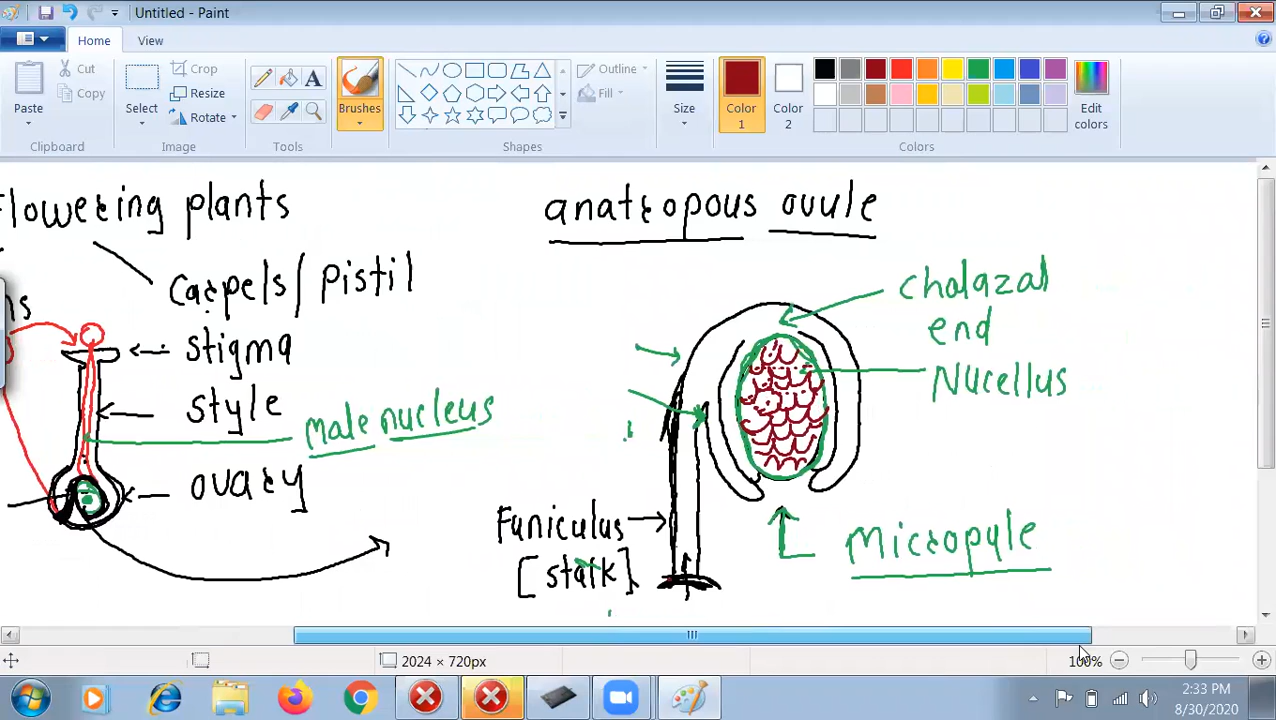 Untitled - Paint
Home
View
Paste
Cut
Copy
Clipboard
Select
Crop
Resize
Rotate
Image
A
Tools
Brushes
Outline
Fill
Shapes
Size
Color 1
Color 2
Edit colors
Colors
Flowering plants
carpels/pistil
stigma
style
male nucleus
ovary
anatropous ovule
chalazal
end
Nucellus
Funiculus
[stalk]
Micropyle
2024 × 720px
100%
2:33 PM
8/30/2020